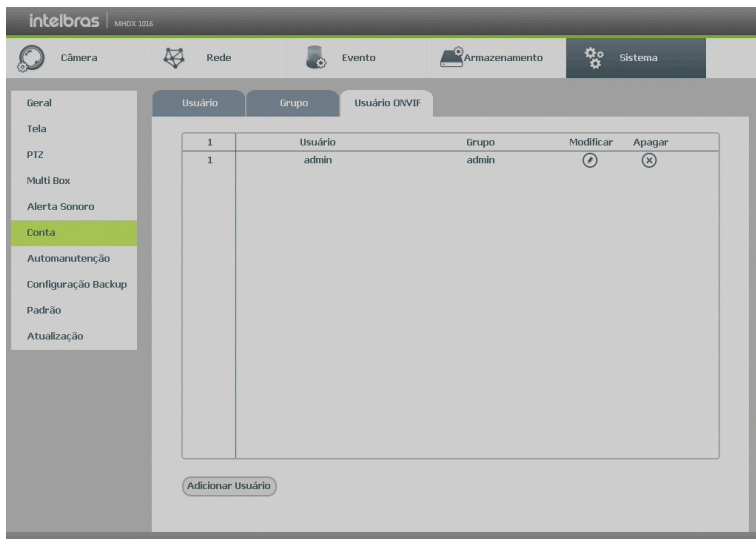 intelbras MHDX 1016
Câmera Rede Evento Armazenamento Sistema
Geral
Tela
PTZ
Multi Box
Alerta Sonoro
Conta
Automanutenção
Configuração Backup
Padrão
Atualização
Usuário Grupo Usuário ONVIF
1 Usuário Grupo Modificar Apagar
1 admin admin
Adicionar Usuário